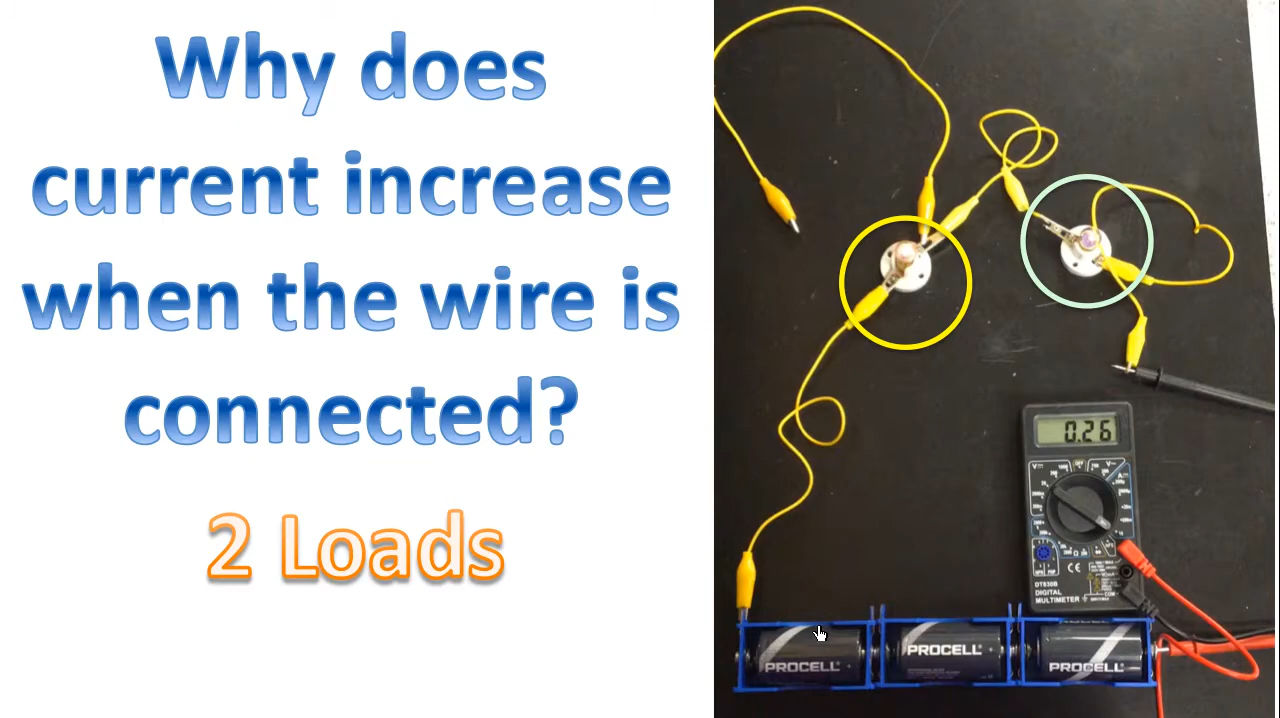 Why does
current increase
when the wire is
connected?
2 Loads
0.26
DT830B
DIGITAL
MULTIMETER
PROCELL
PROCELL
PROCELL